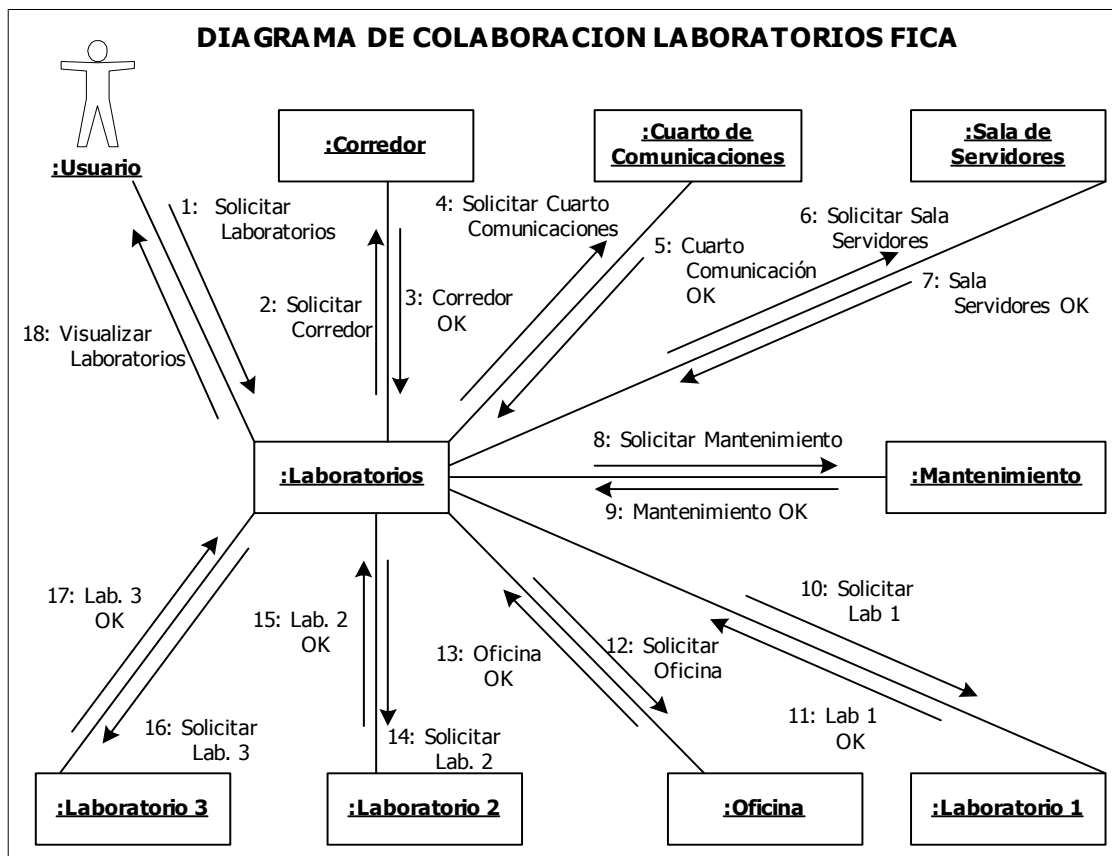 DIAGRAMA DE COLABORACION LABORATORIOS FICA
:Usuario
:Corredor
:Cuarto de
Comunicaciones
:Sala de
Servidores
1: Solicitar
Laboratorios
2: Solicitar
Corredor
3: Corredor
OK
4: Solicitar Cuarto
Comunicaciones
5: Cuarto
Comunicación
OK
6: Solicitar Sala
Servidores
7: Sala
Servidores OK
18: Visualizar
Laboratorios
:Laboratorios
8: Solicitar Mantenimiento
9: Mantenimiento OK
:Mantenimiento
17: Lab. 3
OK
16: Solicitar
Lab. 3
15: Lab. 2
OK
14: Solicitar
Lab. 2
13: Oficina
OK
12: Solicitar
Oficina
10: Solicitar
Lab 1
11: Lab 1
OK
:Laboratorio 3
:Laboratorio 2
:Oficina
:Laboratorio 1